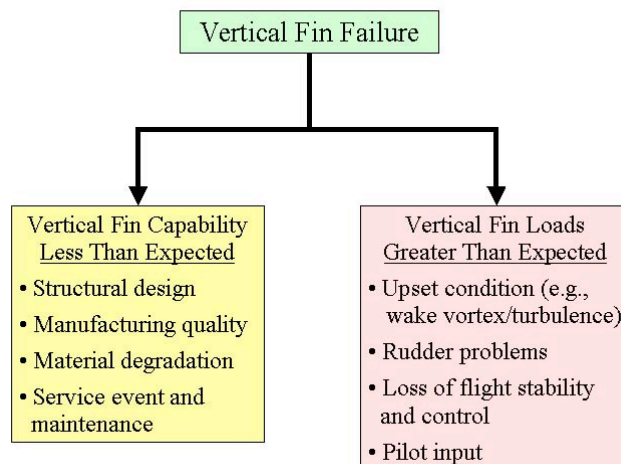 Vertical Fin Failure
Vertical Fin Capability
Less Than Expected
• Structural design
• Manufacturing quality
• Material degradation
• Service event and
maintenance
Vertical Fin Loads
Greater Than Expected
• Upset condition (e.g.,
wake vortex/turbulence)
• Rudder problems
• Loss of flight stability
and control
• Pilot input